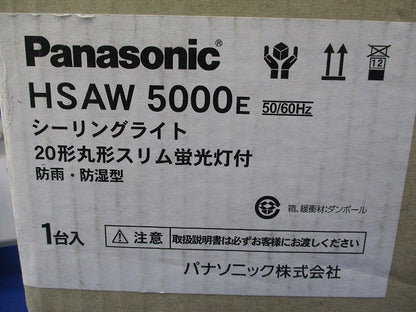 Panasonic®
HSAW 5000E 50/60Hz
シーリングライト
20形丸形スリム蛍光灯付
防雨・防湿型
12
箱、緩衝材:ダンボール
1台入
注意 取扱説明書は必ずお客様にお渡しください
パナソニック株式会社